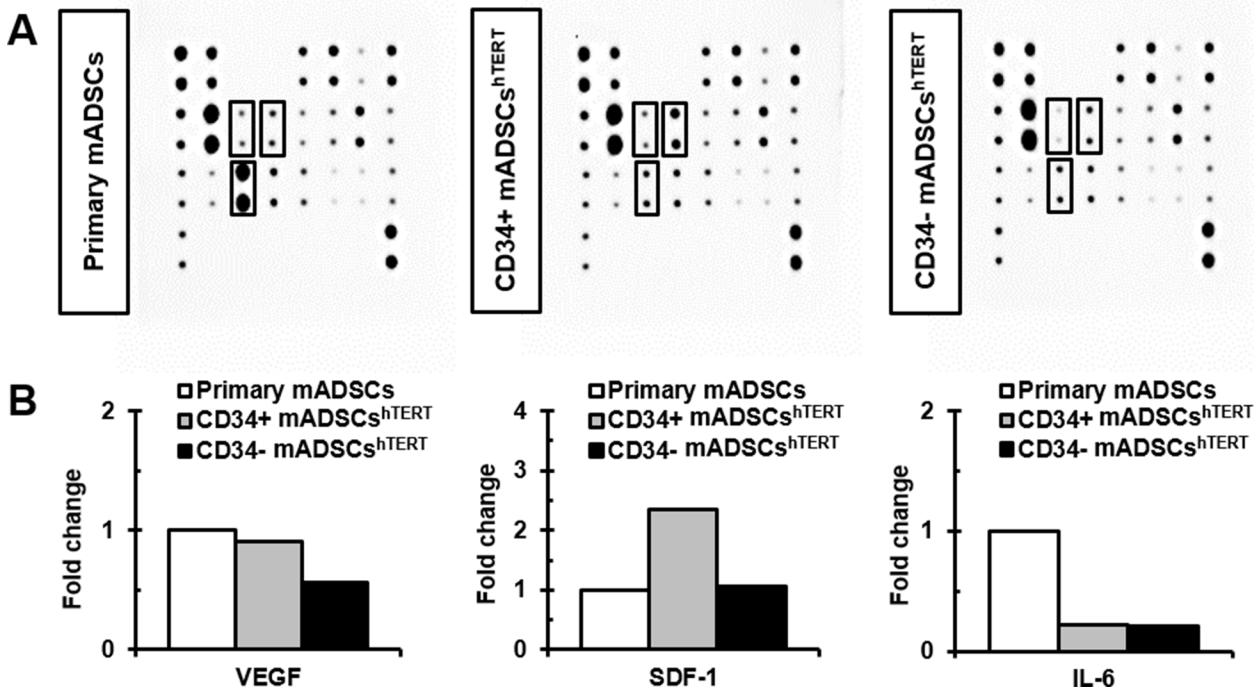 A
Primary mADSCs
CD34+ mADSCshTERT
CD34- mADSCshTERT
B
Primary mADSCs
CD34+ mADSCshTERT
CD34- mADSCshTERT
2
1
0
Fold change
VEGF
Primary mADSCs
CD34+ mADSCshTERT
CD34- mADSCshTERT
4
3
2
1
0
Fold change
SDF-1
Primary mADSCs
CD34+ mADSCshTERT
CD34- mADSCshTERT
2
1
0
Fold change
IL-6